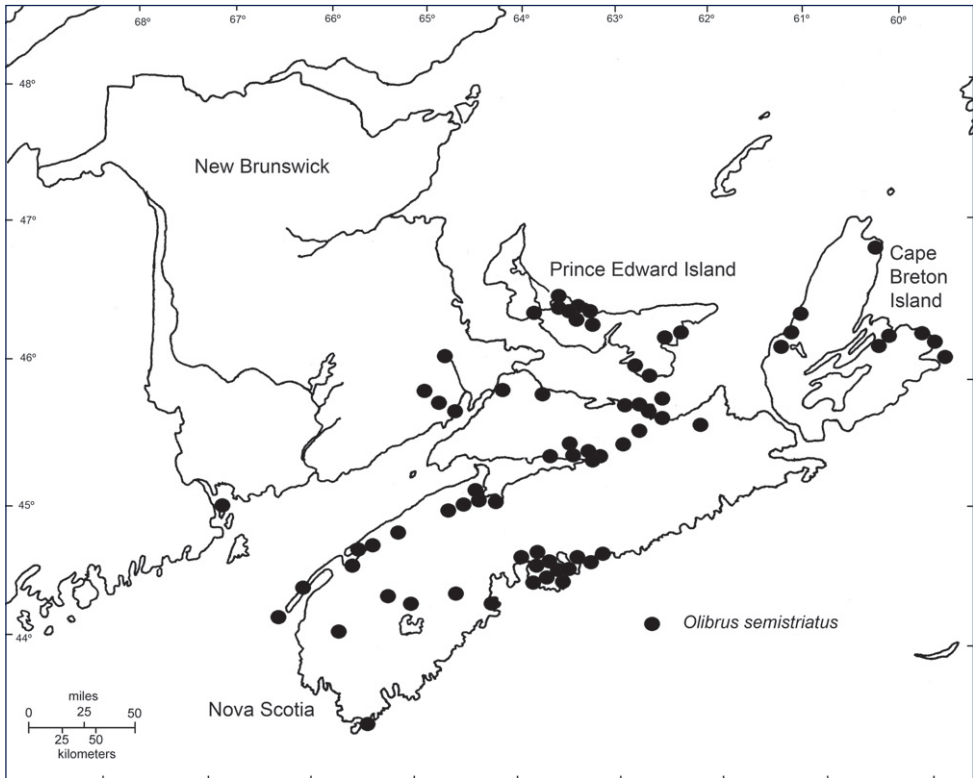 68° 67° 66° 65° 64° 63° 62° 61° 60°
48°
New Brunswick
47°
Prince Edward Island
Cape
Breton
Island
46°
45°
44°
Olibrus semistriatus
Nova Scotia
miles
0 25 50
25 50
kilometers